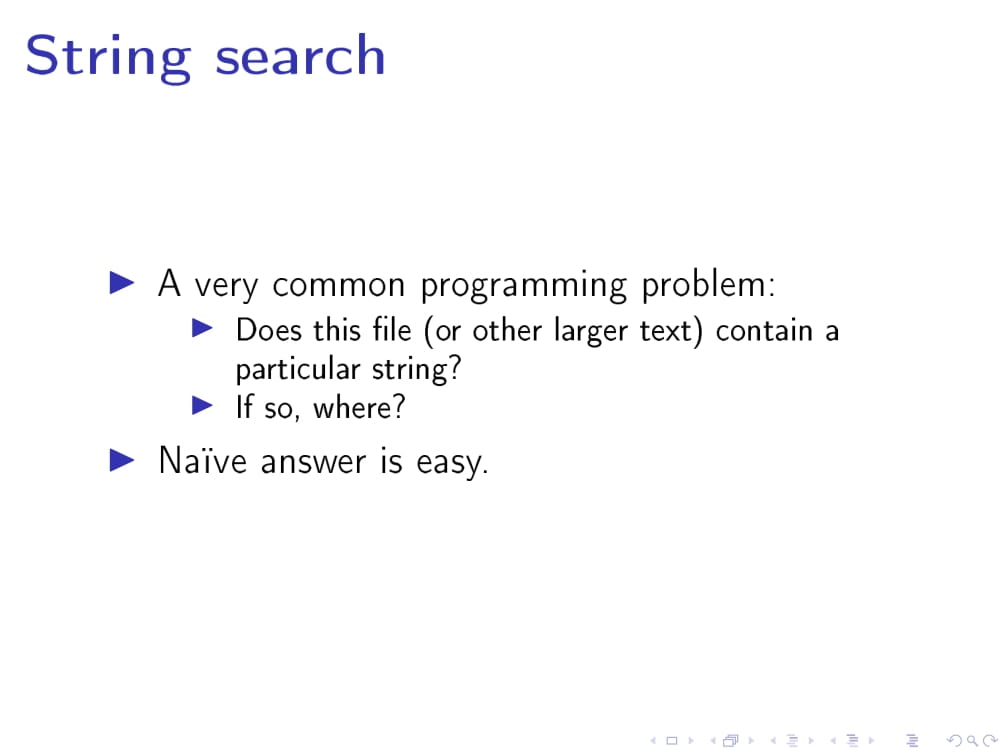 String search
A very common programming problem:
Does this file (or other larger text) contain a
particular string?
If so, where?
Naïve answer is easy.